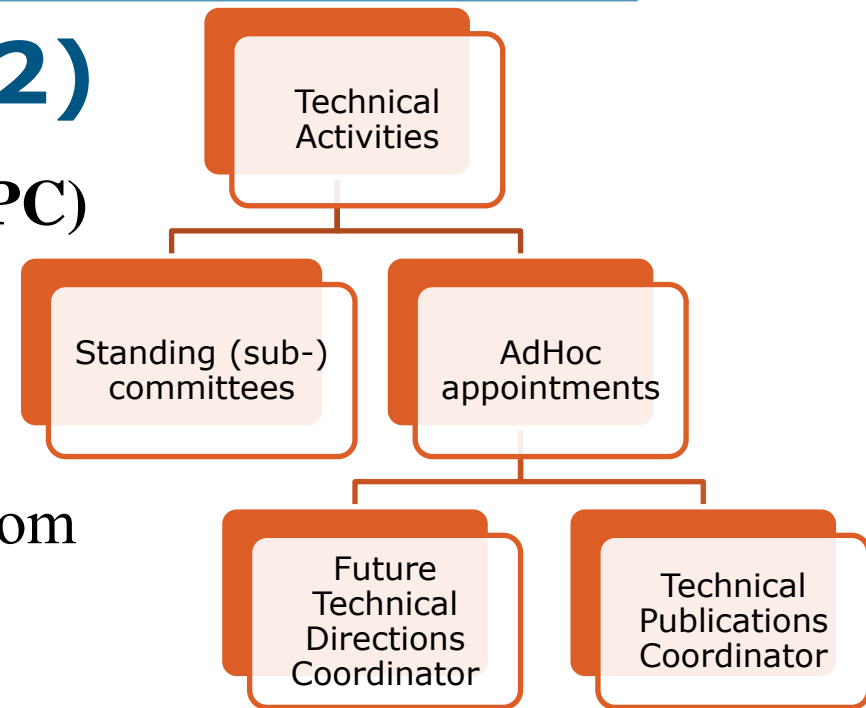 2)
PC)
om
Technical
Activities
Standing (sub-)
committees
AdHoc
appointments
Future
Technical
Directions
Coordinator
Technical
Publications
Coordinator